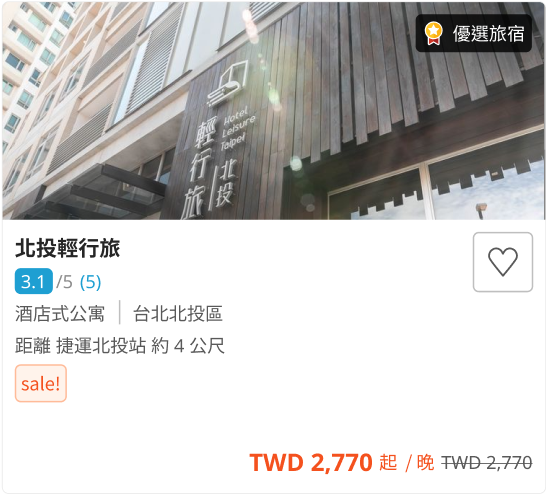 優選旅宿
輕行旅
北投
Hotel
Leisure
Taipei
北投輕行旅
3.1 /5 (5)
酒店式公寓 | 台北北投區
距離 捷運北投站 約 4 公尺
sale!
TWD 2,770 起 / 晚 TWD 2,770